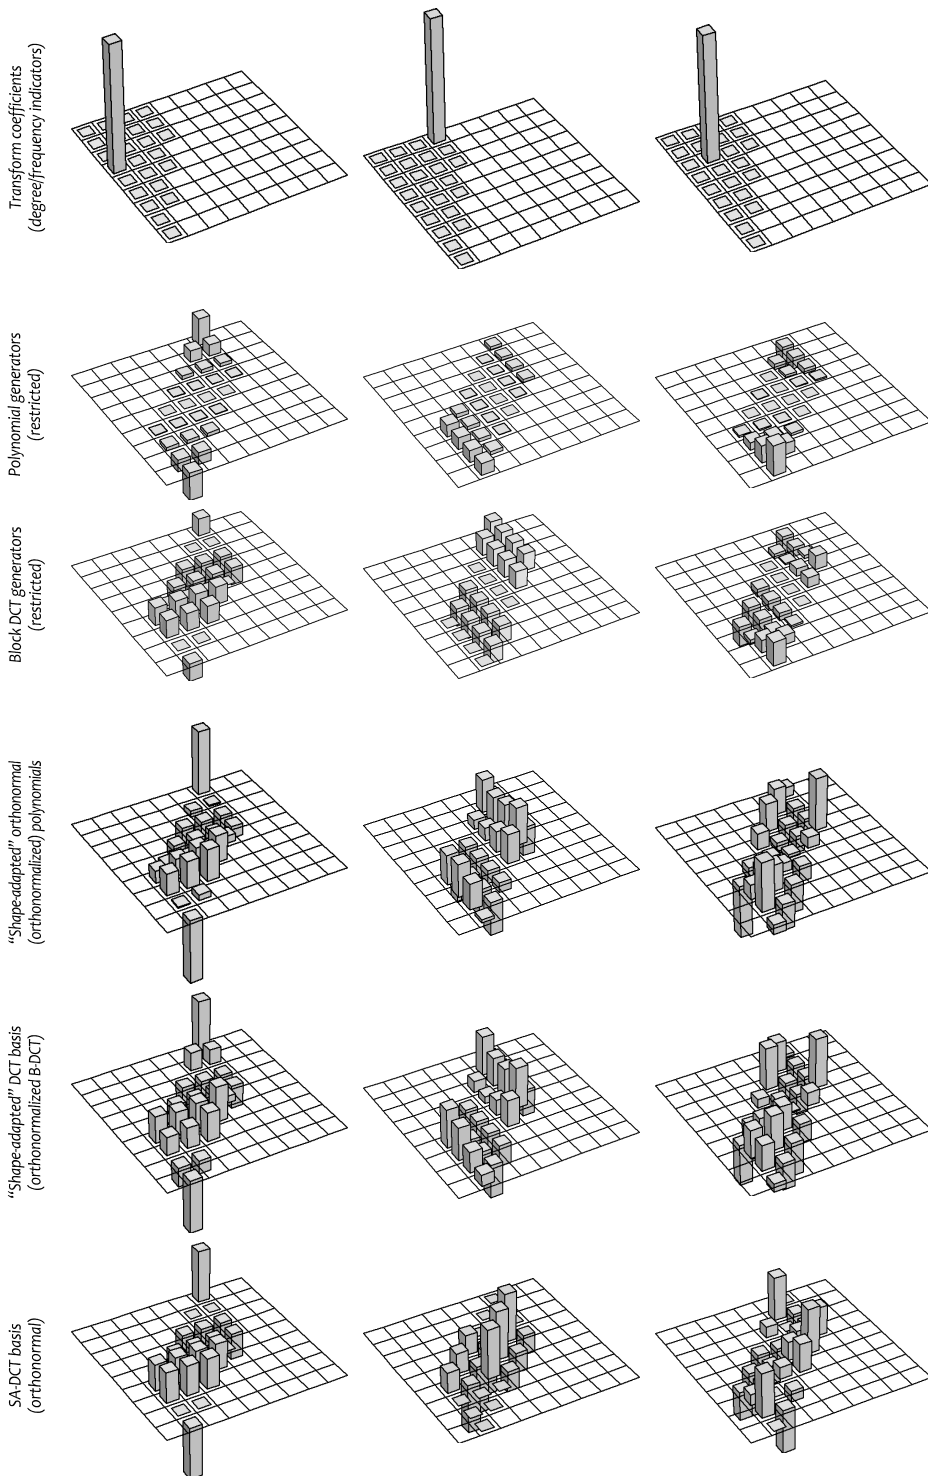 Transform coefficients
(degree/frequency indicators)
Polynomial generators
(restricted)
Block DCT generators
(restricted)
“Shape-adapted” orthonormal
(orthonormalized) polynomials
“Shape-adapted” DCT basis
(orthonormalized B-DCT)
SA-DCT basis
(orthonormal)